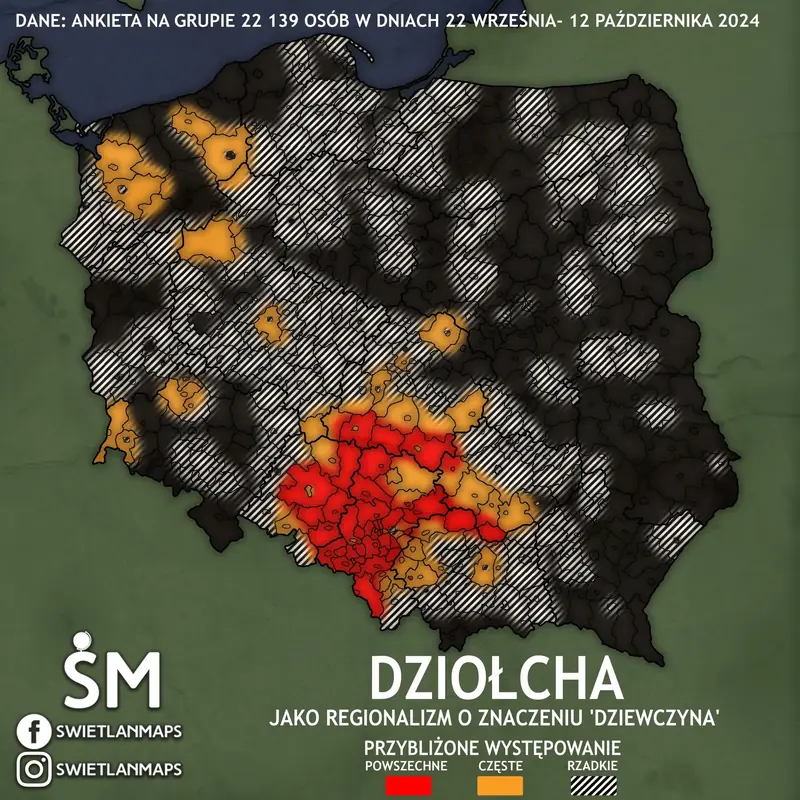 DANE: ANKIETA NA GRUPIE 22 139 OSÓB W DNIACH 22 WRZEŚNIA- 12 PAŹDZIERNIKA 2024
ŚM
SWIETLANMAPS
SWIETLANMAPS
DZIOŁCHA
JAKO REGIONALIZM O ZNACZENIU 'DZIEWCZYNA'
PRZYBLIŻONE WYSTĘPOWANIE
POWSZECHNE CZĘSTE RZADKIE